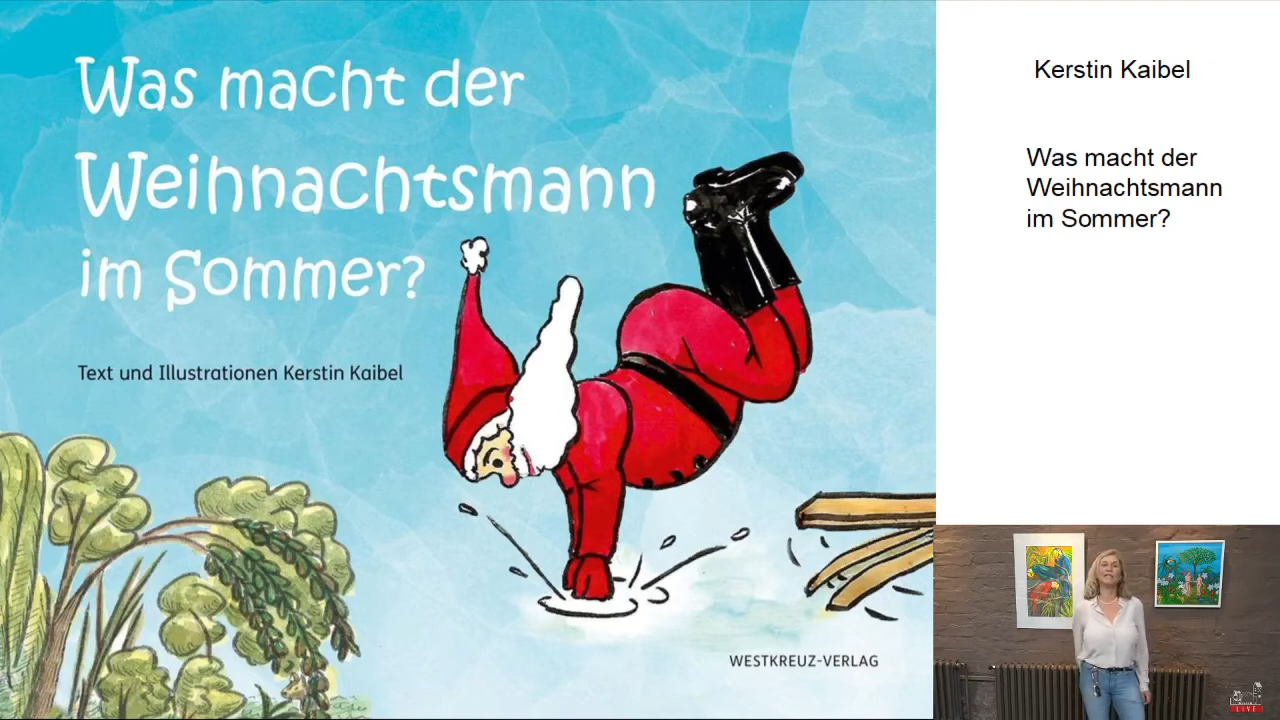 Was macht der
Weihnachtsmann
im Sommer?
Text und Illustrationen Kerstin Kaibel
WESTKREUZ-VERLAG
Kerstin Kaibel
Was macht der
Weihnachtsmann
im Sommer?
LIVE